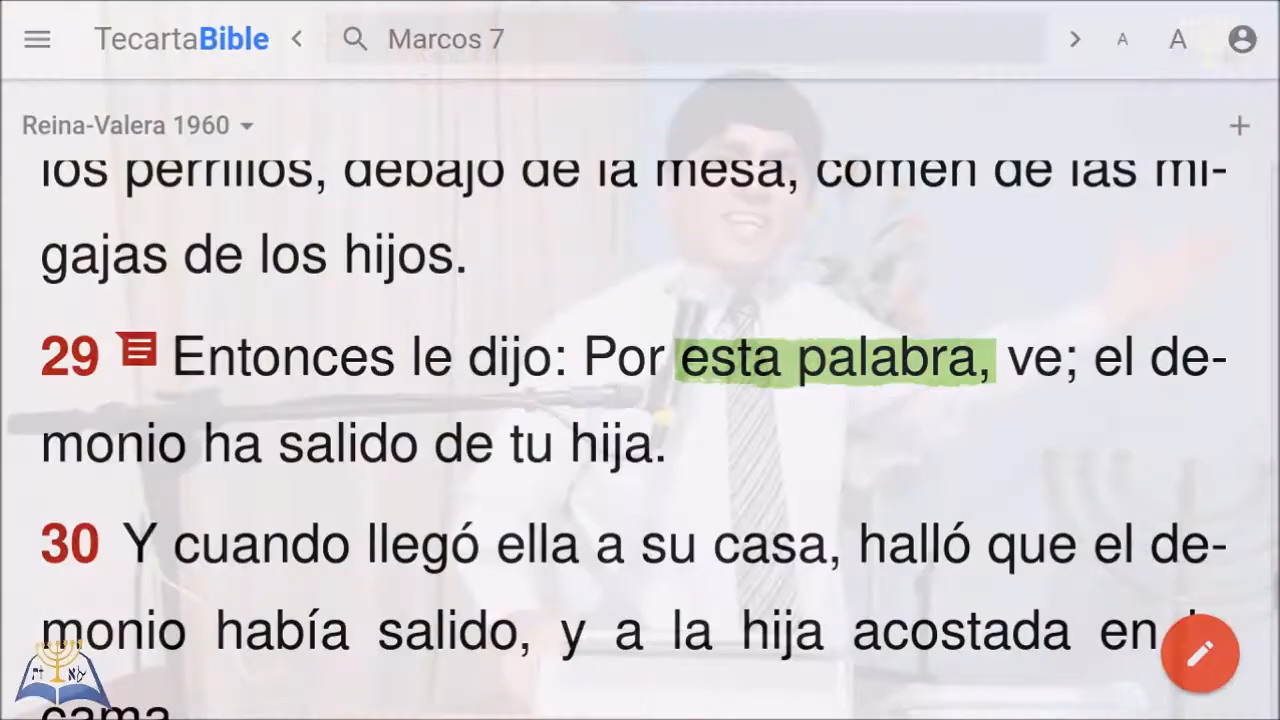 TecartaBible
Marcos 7
A A
Reina-Valera 1960
los perrillos, debajo de la mesa, comen de las mi-
gajas de los hijos.
29 Entonces le dijo: Por esta palabra, ve; el de-
monio ha salido de tu hija.
30 Y cuando llegó ella a su casa, halló que el de-
monio había salido, y a la hija acostada en
cama